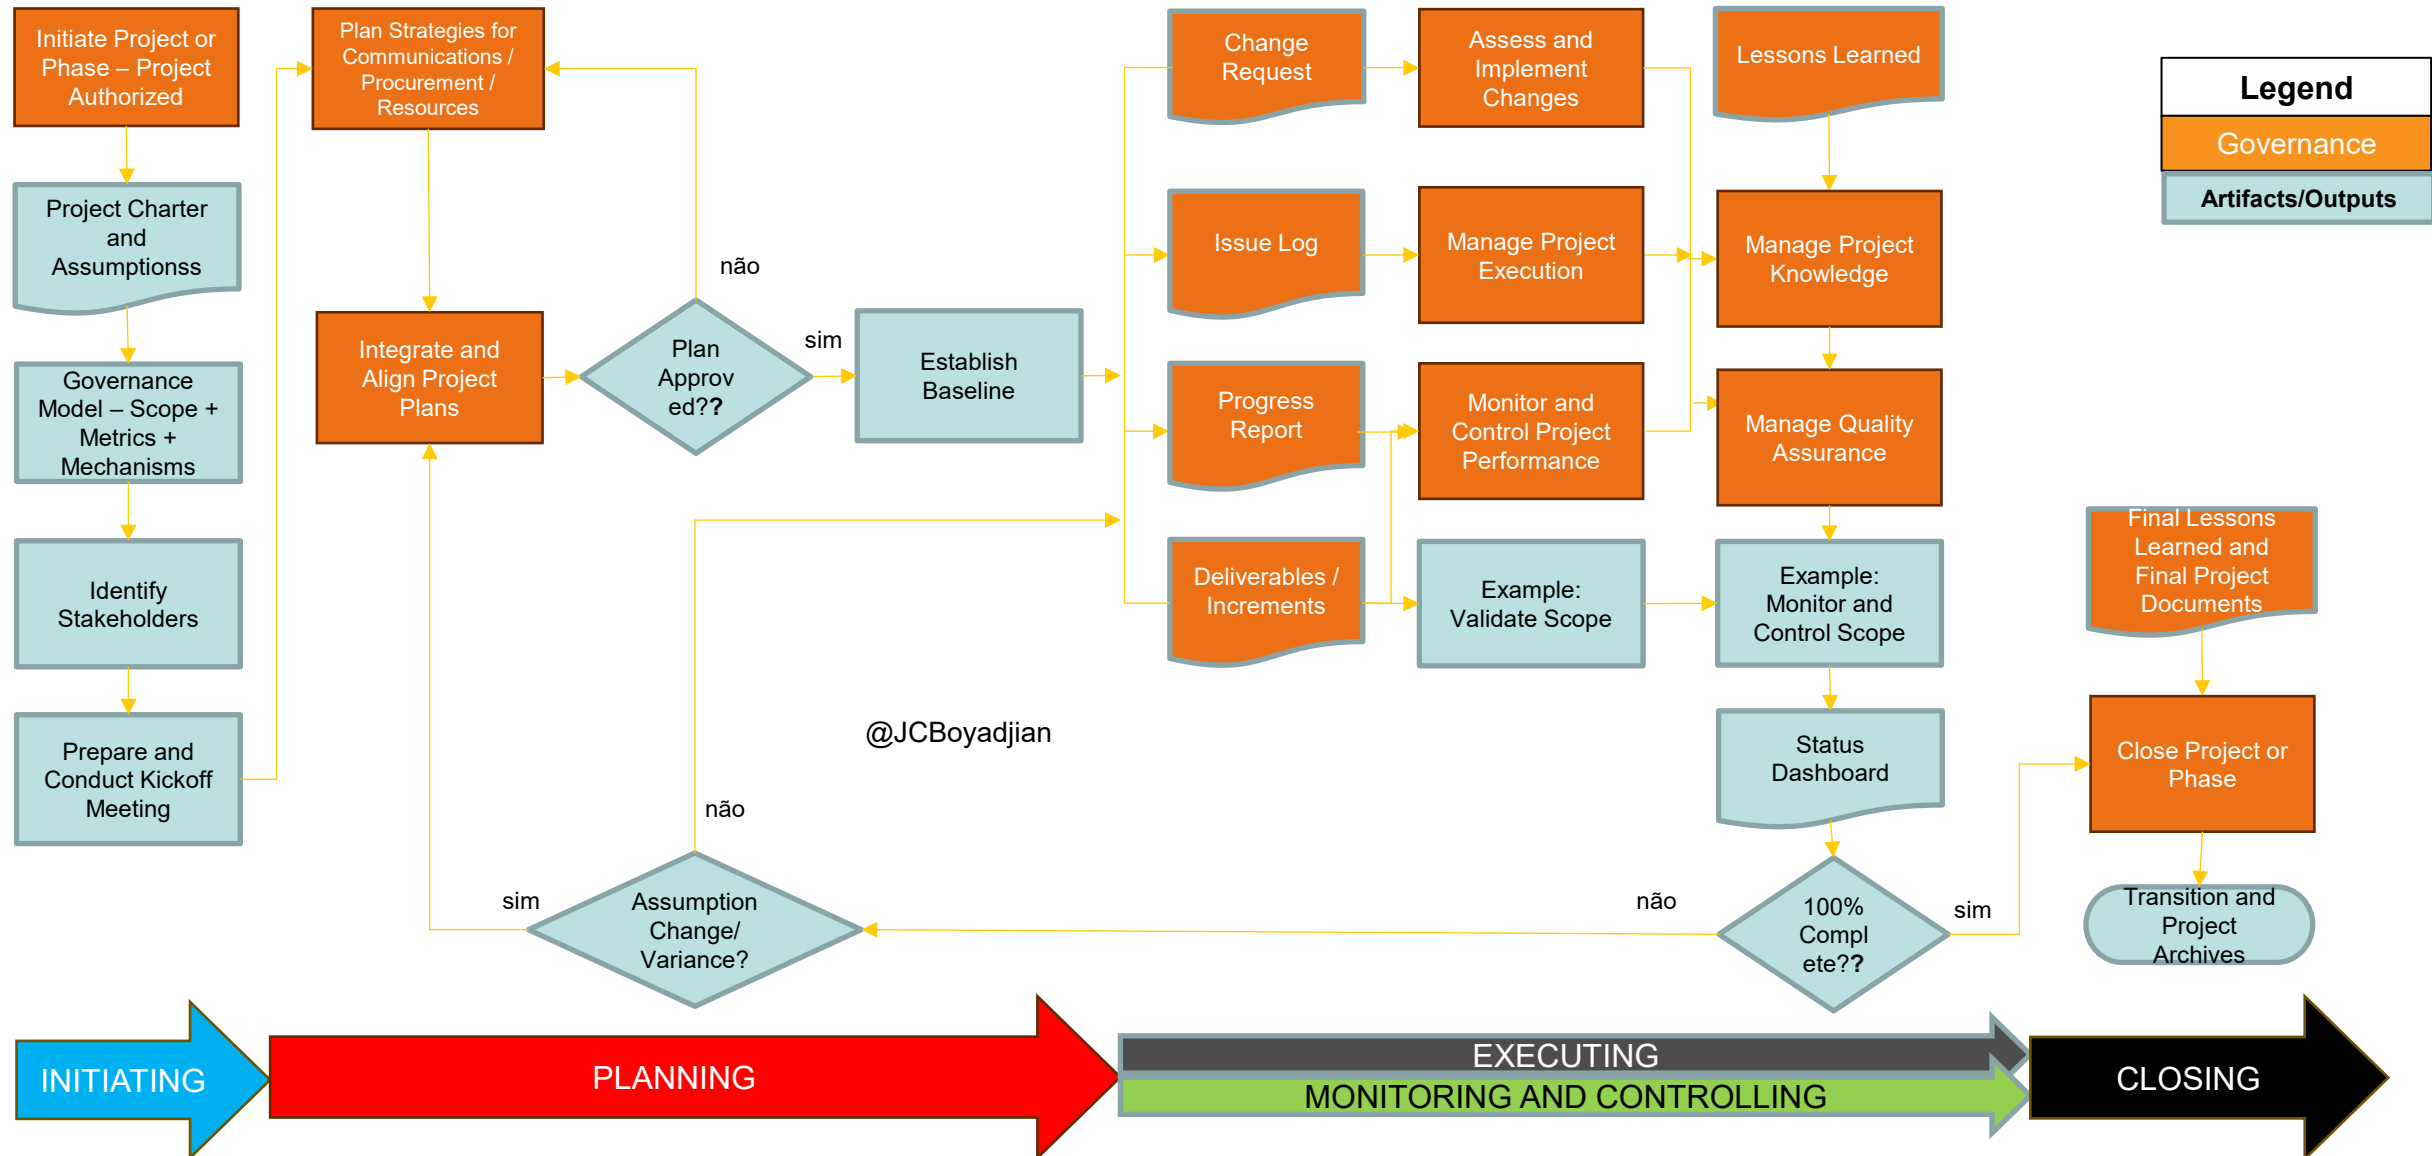 Initiate Project or
Phase – Project
Authorized
Project Charter
and
Assumptionss
Governance
Model – Scope +
Metrics +
Mechanisms
Identify
Stakeholders
Prepare and
Conduct Kickoff
Meeting
Plan Strategies for
Communications /
Procurement /
Resources
Integrate and
Align Project
Plans
não
Plan
Approv
ed??
sim
Establish
Baseline
Change
Request
Assess and
Implement
Changes
Lessons Learned
Issue Log
Manage Project
Execution
Manage Project
Knowledge
Progress
Report
Monitor and
Control Project
Performance
Manage Quality
Assurance
Deliverables /
Increments
Example:
Validate Scope
Example:
Monitor and
Control Scope
Status
Dashboard
@JCBoyadjian
não
sim
Assumption
Change/
Variance?
não
100%
Compl
ete??
sim
Final Lessons
Learned and
Final Project
Documents
Close Project or
Phase
Transition and
Project
Archives
Legend
Governance
Artifacts/Outputs
INITIATING
PLANNING
EXECUTING
MONITORING AND CONTROLLING
CLOSING